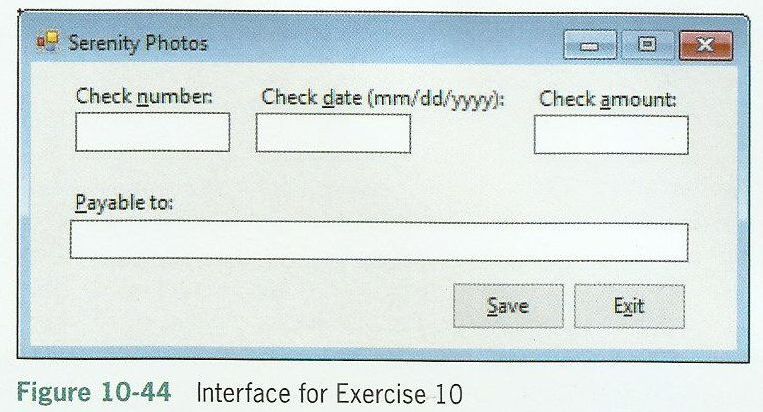 Serenity Photos
Check number: Check date (mm/dd/yyyy): Check amount:
Payable to:
Save Exit
Figure 10-44 Interface for Exercise 10